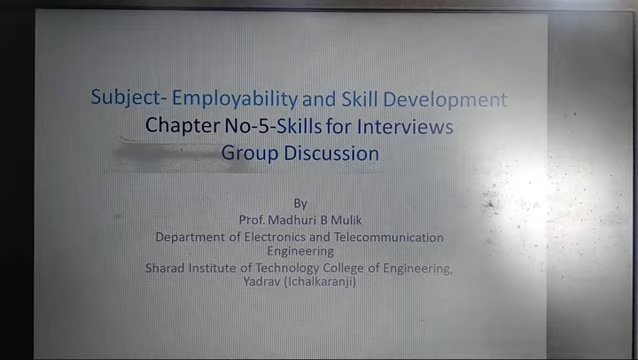 Subject- Employability and Skill Development
Chapter No-5-Skills for Interviews
Group Discussion
By
Prof. Madhuri B Mulik
Department of Electronics and Telecommunication
Engineering
Sharad Institute of Technology College of Engineering,
Yadrav (Ichalkaranji)